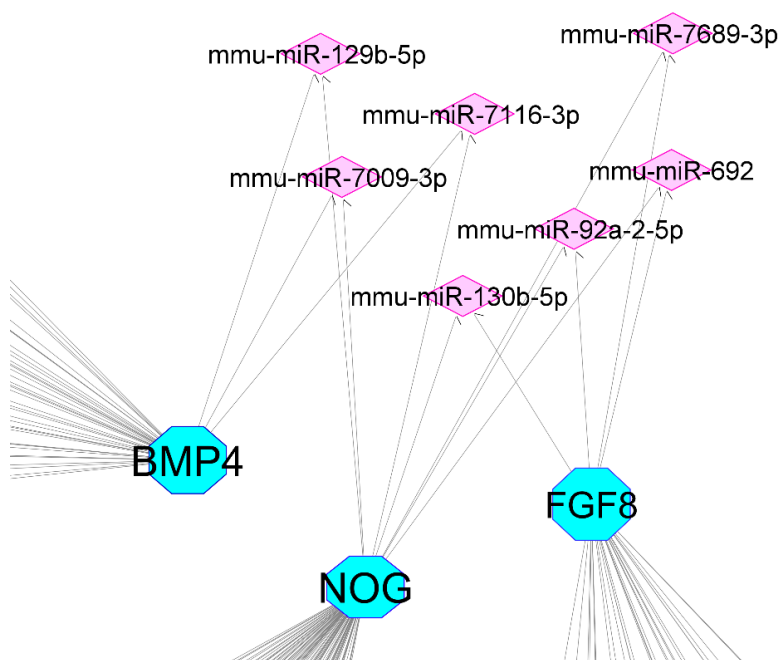 mmu-miR-7689-3p
mmu-miR-129b-5p
mmu-miR-7116-3p
mmu-miR-7009-3p
mmu-miR-692
mmu-miR-92a-2-5p
mmu-miR-130b-5p
BMP4
FGF8
NOG